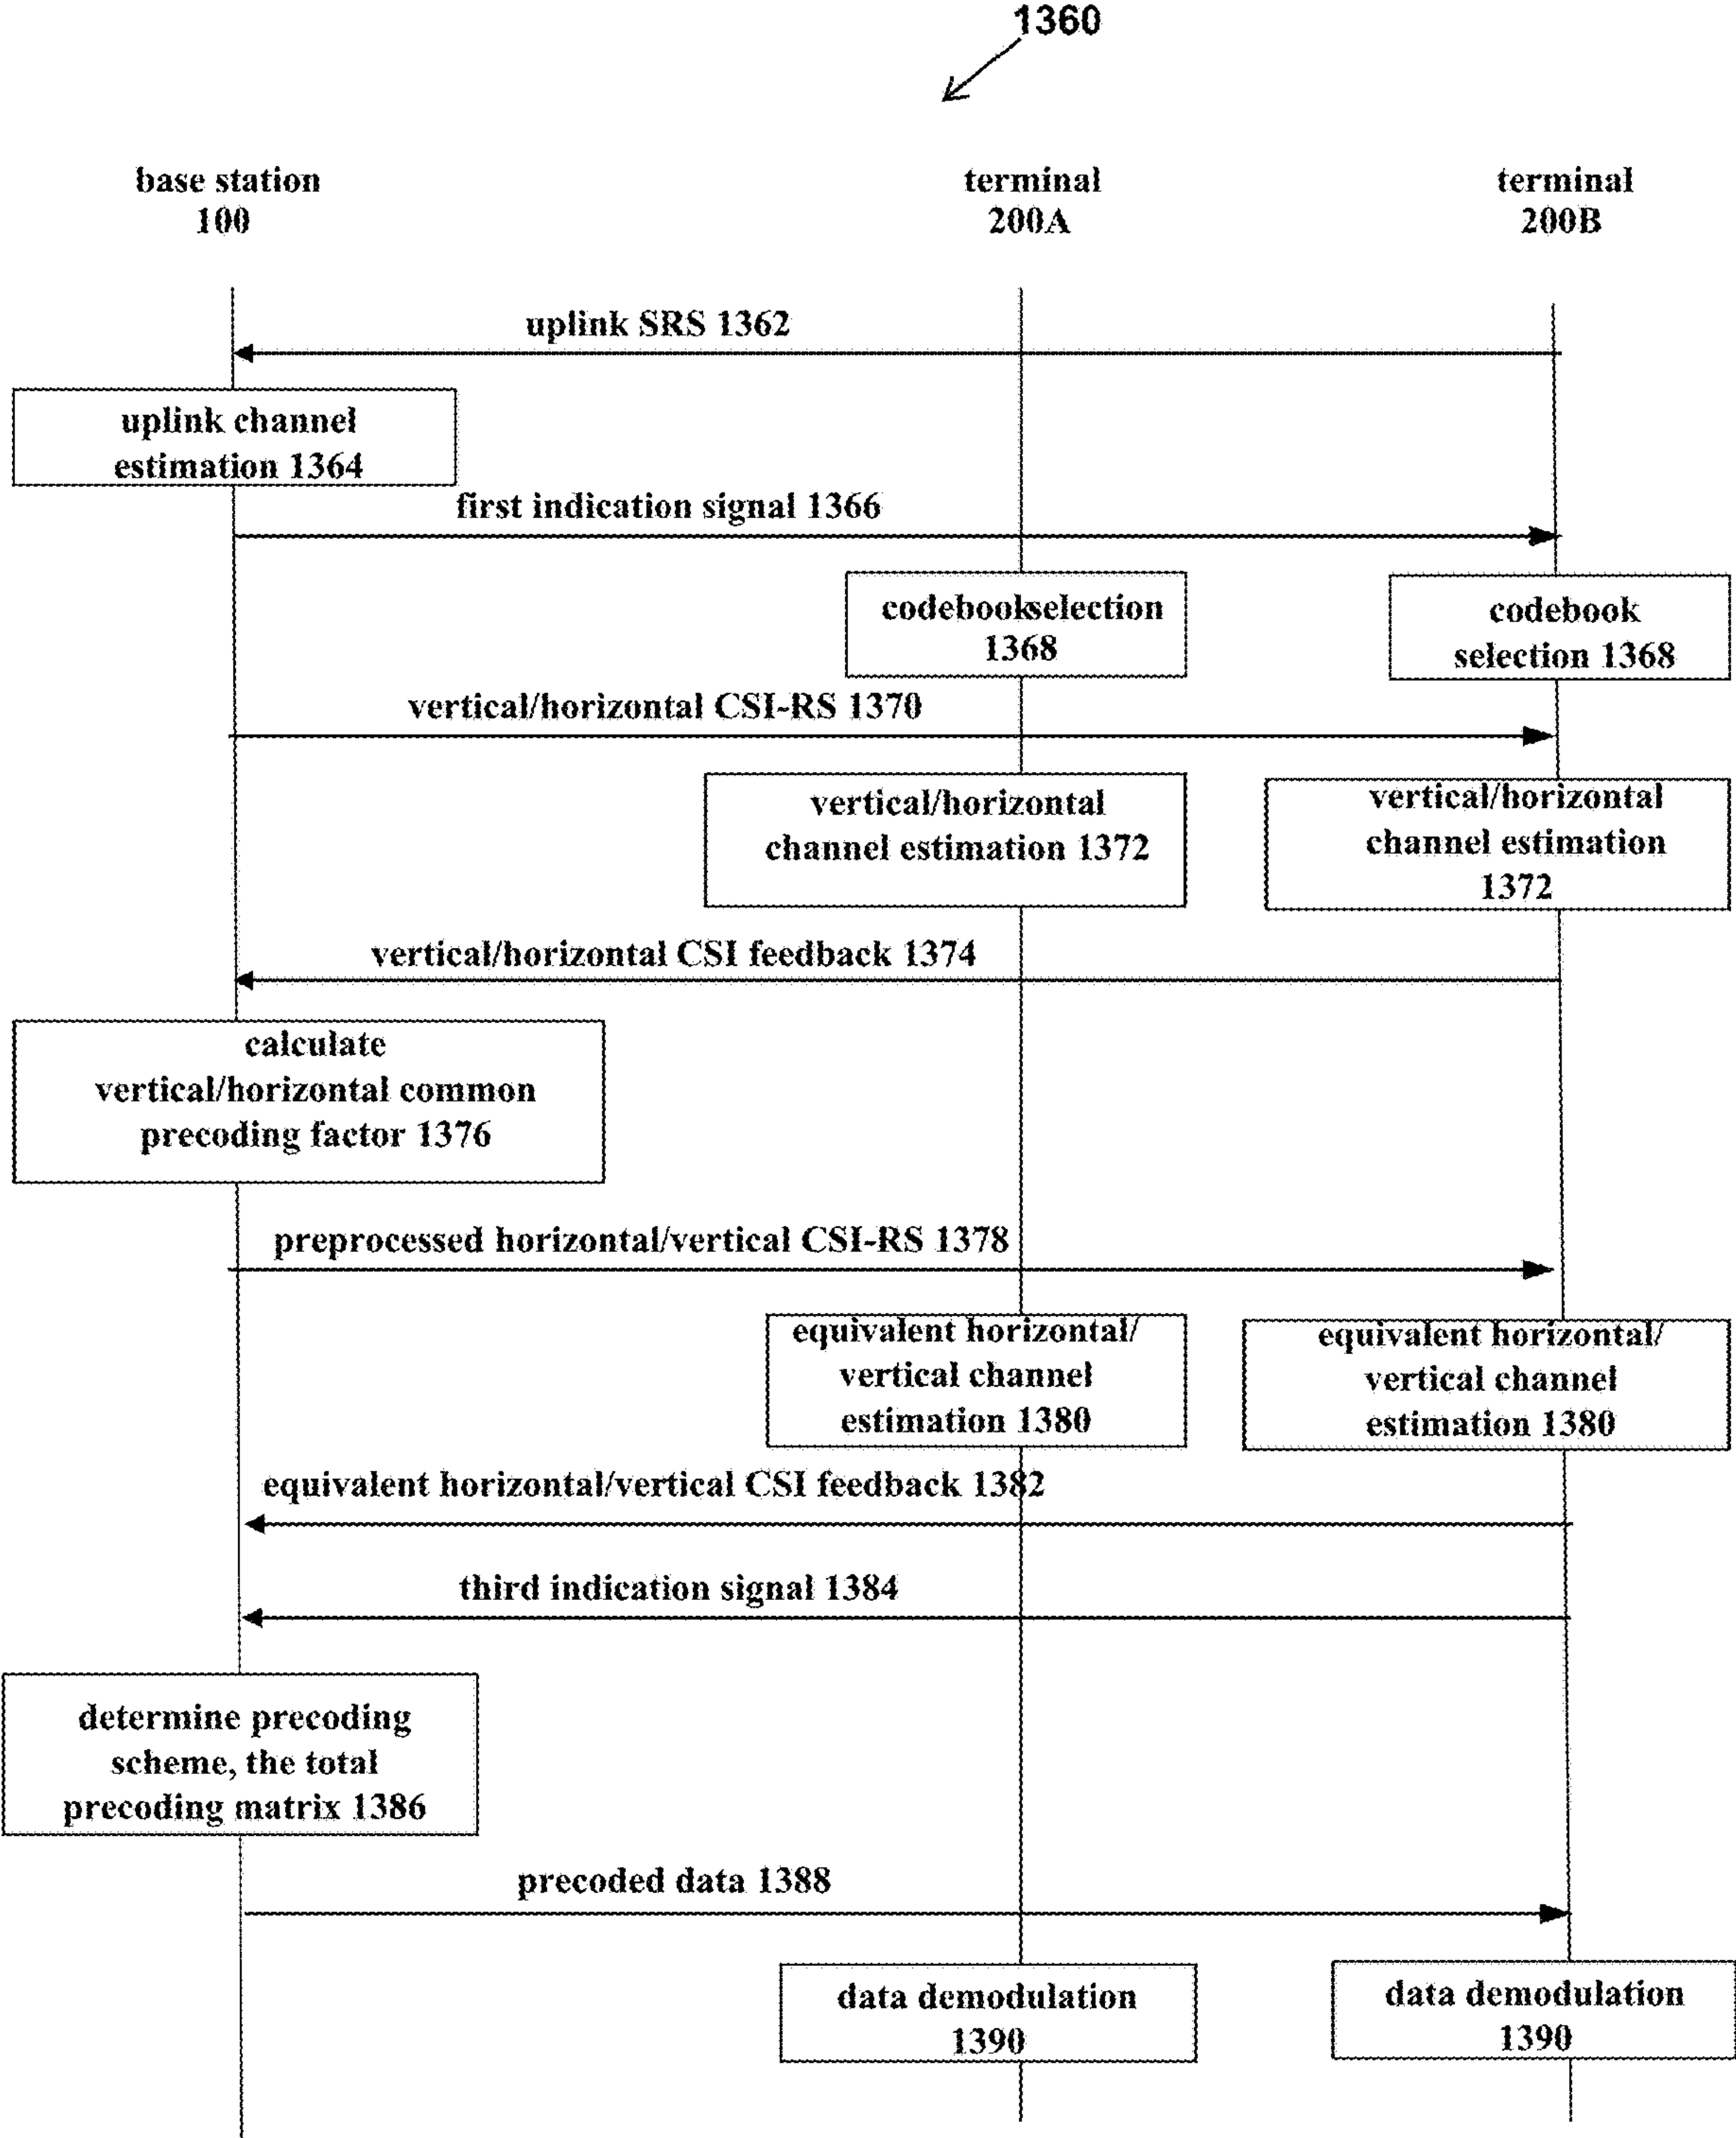 1360
base station
100
terminal
200A
terminal
200B
uplink SRS 1362
uplink channel
estimation 1364
first indication signal 1366
codebookselection
1368
codebook
selection 1368
vertical/horizontal CSI-RS 1370
vertical/horizontal
channel estimation 1372
vertical/horizontal
channel estimation
1372
vertical/horizontal CSI feedback 1374
calculate
vertical/horizontal common
precoding factor 1376
preprocessed horizontal/vertical CSI-RS 1378
equivalent horizontal/
vertical channel
estimation 1380
equivalent horizontal/
vertical channel
estimation 1380
equivalent horizontal/vertical CSI feedback 1382
third indication signal 1384
determine precoding
scheme, the total
precoding matrix 1386
precoded data 1388
data demodulation
1390
data demodulation
1390